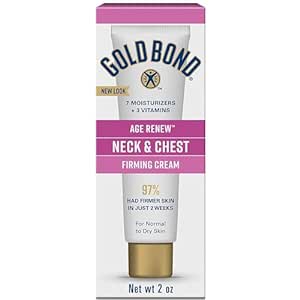 GOLD BOND®
NEW LOOK
7 MOISTURIZERS
+ 3 VITAMINS
AGE RENEW™
NECK & CHEST
FIRMING CREAM
97%
HAD FIRMER SKIN
IN JUST 2 WEEKS
For Normal
to Dry Skin
Net wt 2 oz